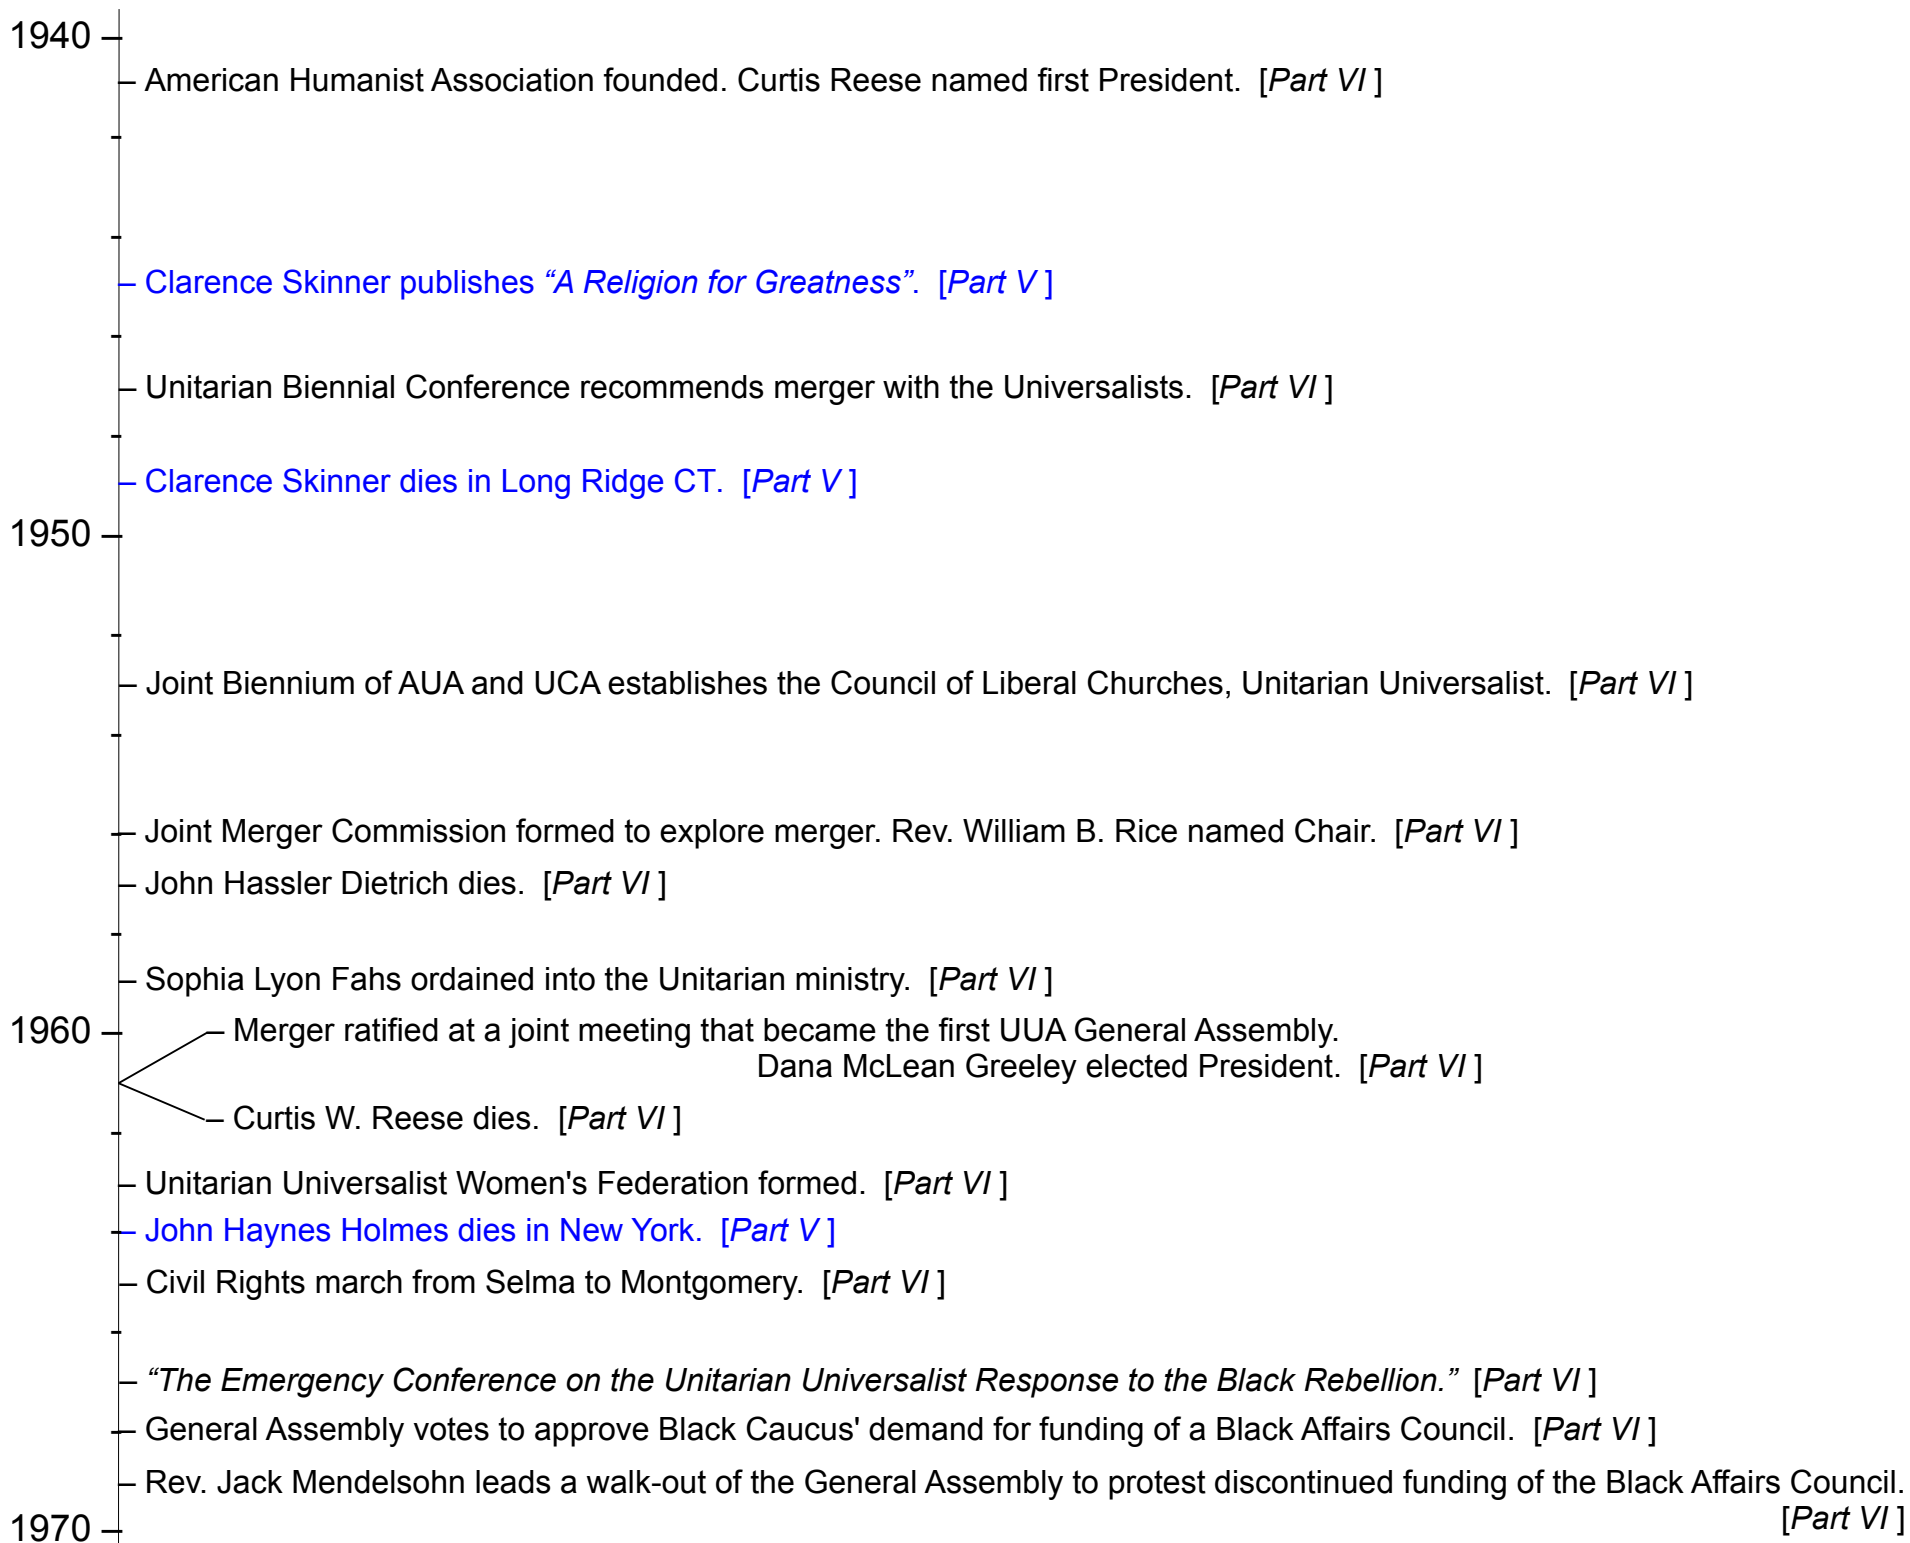 1940
– American Humanist Association founded. Curtis Reese named first President. [Part VI ]
– Clarence Skinner publishes “A Religion for Greatness”. [Part V ]
– Unitarian Biennial Conference recommends merger with the Universalists. [Part VI ]
– Clarence Skinner dies in Long Ridge CT. [Part V ]
1950
– Joint Biennium of AUA and UCA establishes the Council of Liberal Churches, Unitarian Universalist. [Part VI ]
– Joint Merger Commission formed to explore merger. Rev. William B. Rice named Chair. [Part VI ]
– John Hassler Dietrich dies. [Part VI ]
– Sophia Lyon Fahs ordained into the Unitarian ministry. [Part VI ]
1960
– Merger ratified at a joint meeting that became the first UUA General Assembly.
Dana McLean Greeley elected President. [Part VI ]
– Curtis W. Reese dies. [Part VI ]
– Unitarian Universalist Women's Federation formed. [Part VI ]
– John Haynes Holmes dies in New York. [Part V ]
– Civil Rights march from Selma to Montgomery. [Part VI ]
– “The Emergency Conference on the Unitarian Universalist Response to the Black Rebellion.” [Part VI ]
– General Assembly votes to approve Black Caucus' demand for funding of a Black Affairs Council. [Part VI ]
– Rev. Jack Mendelsohn leads a walk-out of the General Assembly to protest discontinued funding of the Black Affairs Council.
[Part VI ]
1970